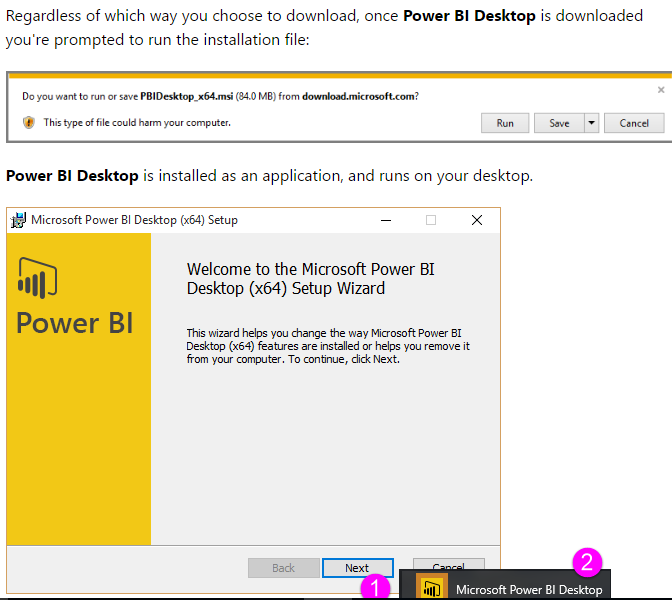 Regardless of which way you choose to download, once Power BI Desktop is downloaded
you're prompted to run the installation file:
Do you want to run or save PBIDesktop_x64.msi (84.0 MB) from download.microsoft.com?
This type of file could harm your computer.
Run
Save
Cancel
Power BI Desktop is installed as an application, and runs on your desktop.
Microsoft Power BI Desktop (x64) Setup
Power BI
Welcome to the Microsoft Power BI
Desktop (x64) Setup Wizard
This wizard helps you change the way Microsoft Power BI
Desktop (x64) features are installed or helps you remove it
from your computer. To continue, click Next.
Back
Next
Cancel
1
2
Microsoft Power BI Desktop